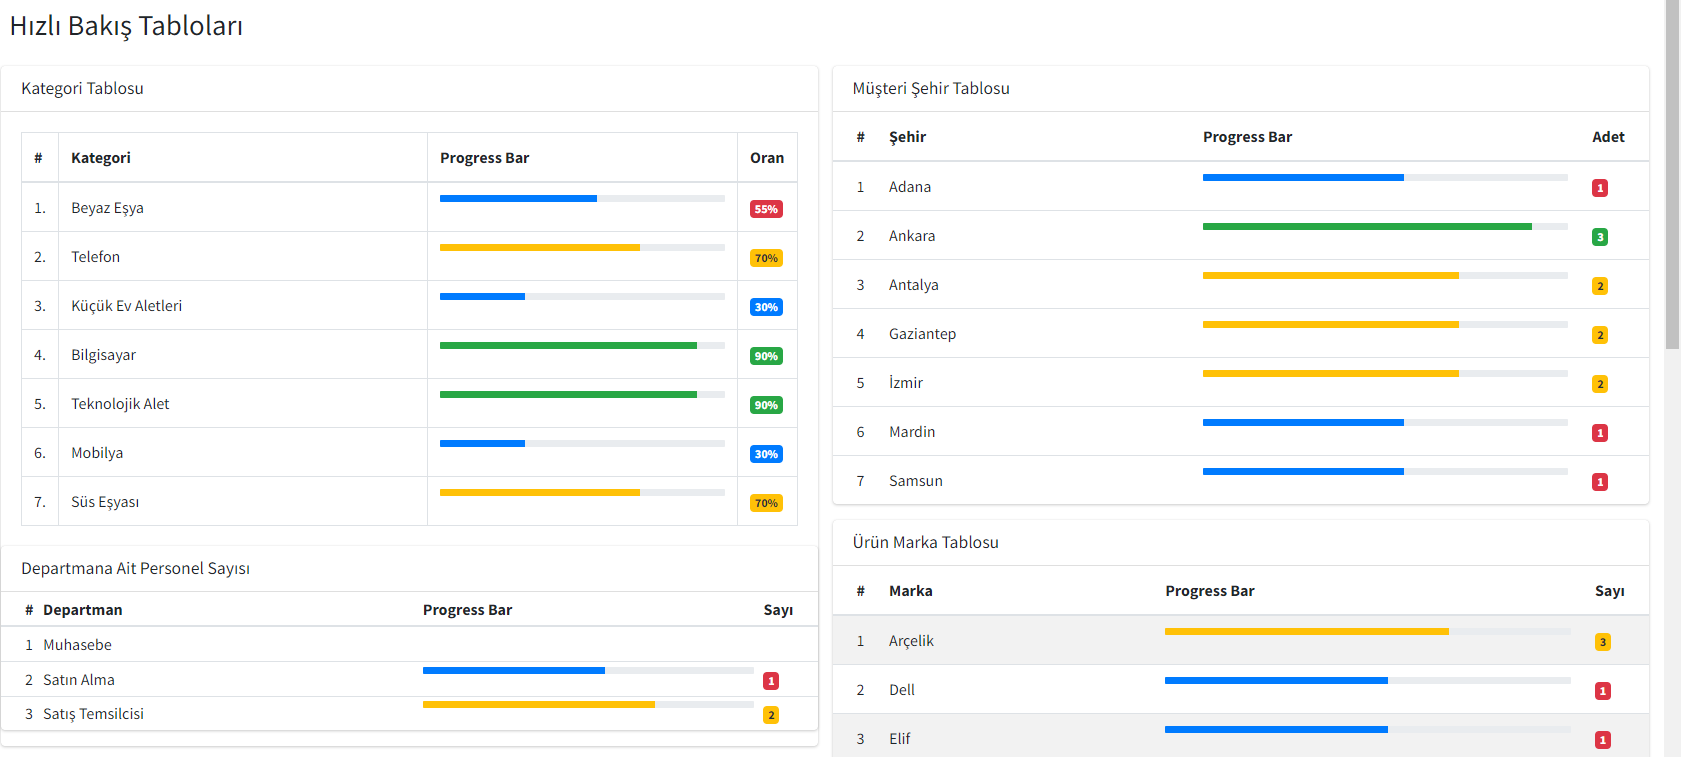 Hızlı Bakış Tabloları
Kategori Tablosu
# Kategori Progress Bar Oran
1. Beyaz Eşya 55%
2. Telefon 70%
3. Küçük Ev Aletleri 30%
4. Bilgisayar 90%
5. Teknolojik Alet 90%
6. Mobilya 30%
7. Süs Eşyası 70%
Departmana Ait Personel Sayısı
# Departman Progress Bar Sayı
1 Muhasebe
2 Satın Alma 1
3 Satış Temsilcisi 2
Müşteri Şehir Tablosu
# Şehir Progress Bar Adet
1 Adana 1
2 Ankara 3
3 Antalya 2
4 Gaziantep 2
5 İzmir 2
6 Mardin 1
7 Samsun 1
Ürün Marka Tablosu
# Marka Progress Bar Sayı
1 Arçelik 3
2 Dell 1
3 Elif 1